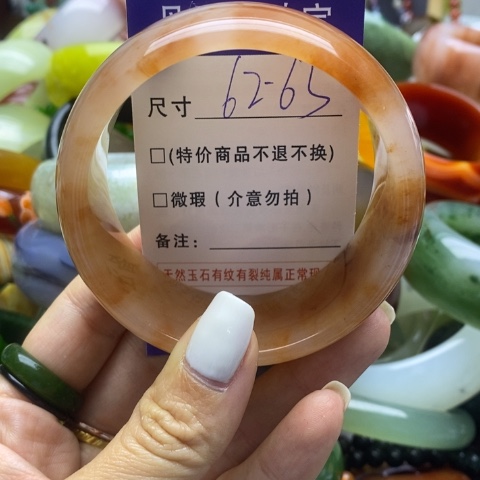 尺寸 62-65
□(特价商品不退不换)
□微瑕(介意勿拍)
备注:
天然玉石有纹有裂纯属正常现